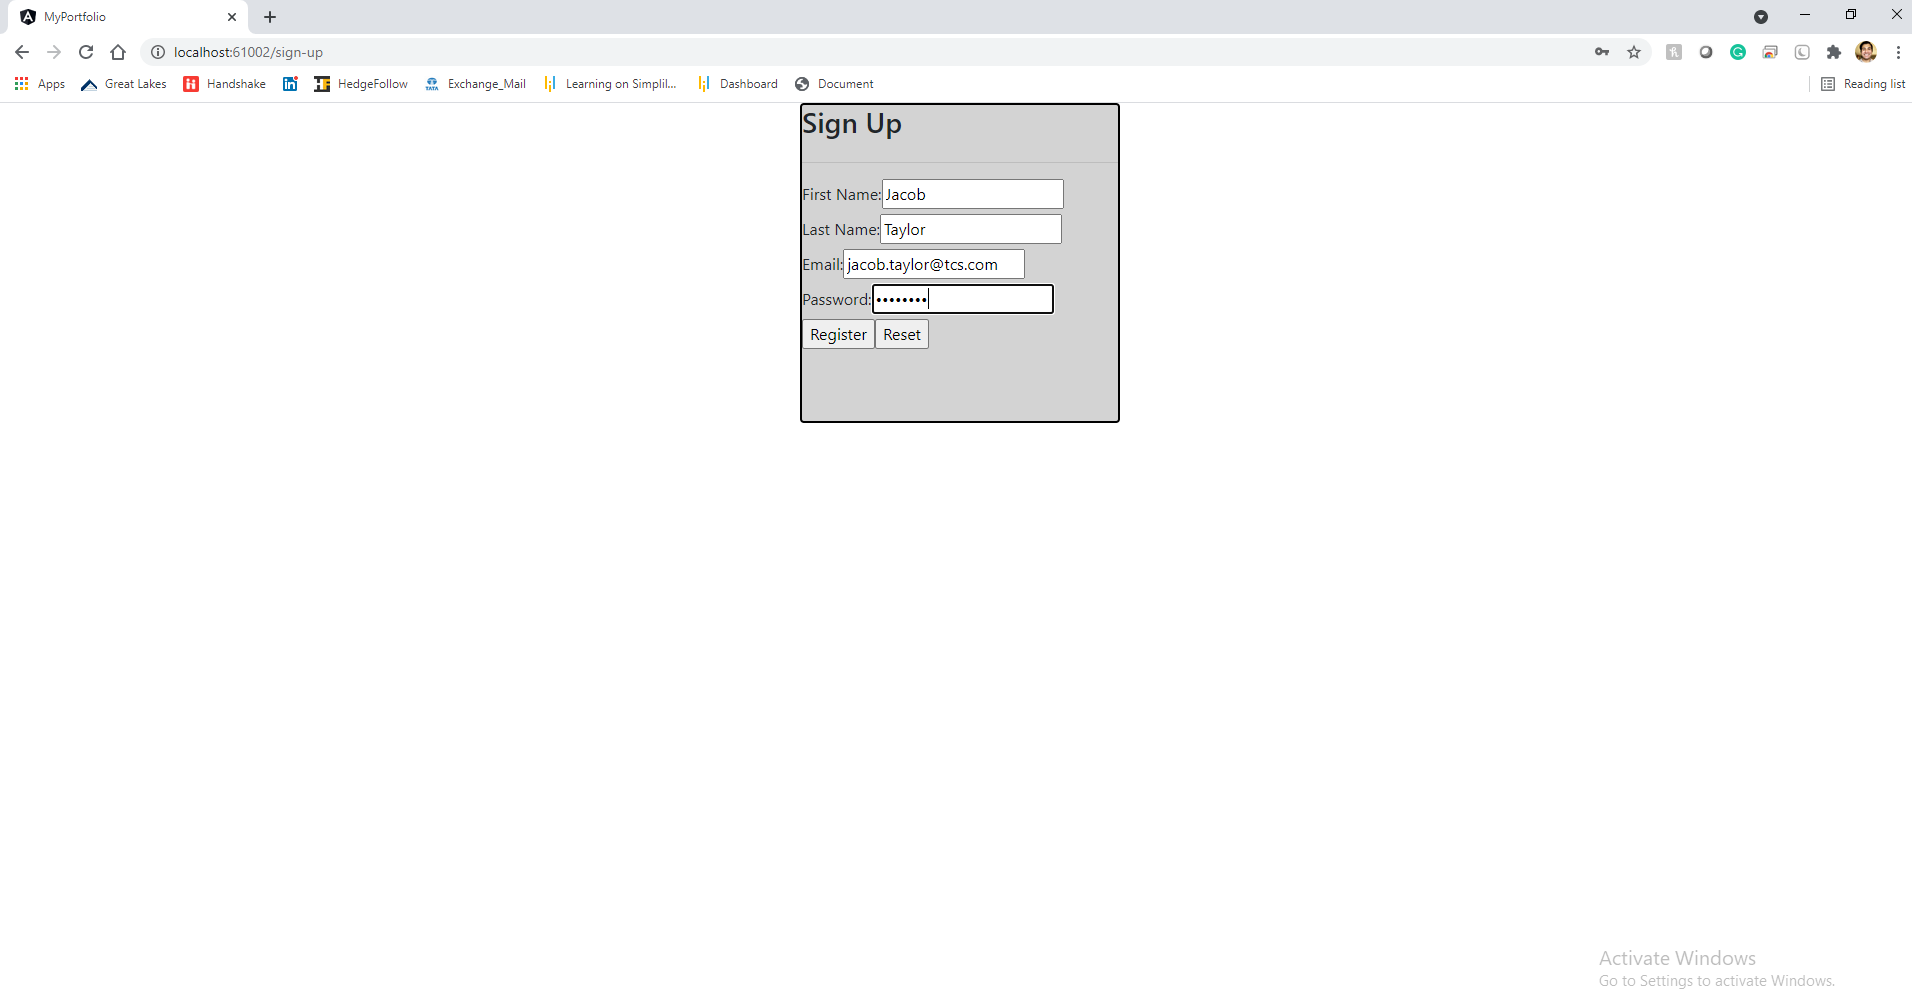 MyPortfolio
localhost:61002/sign-up
Apps Great Lakes Handshake HedgeFollow Exchange_Mail Learning on Simplil... Dashboard Document Reading list
Sign Up
First Name: Jacob
Last Name: Taylor
Email: jacob.taylor@tcs.com
Password: ••••••••
Register Reset
Activate Windows
Go to Settings to activate Windows.